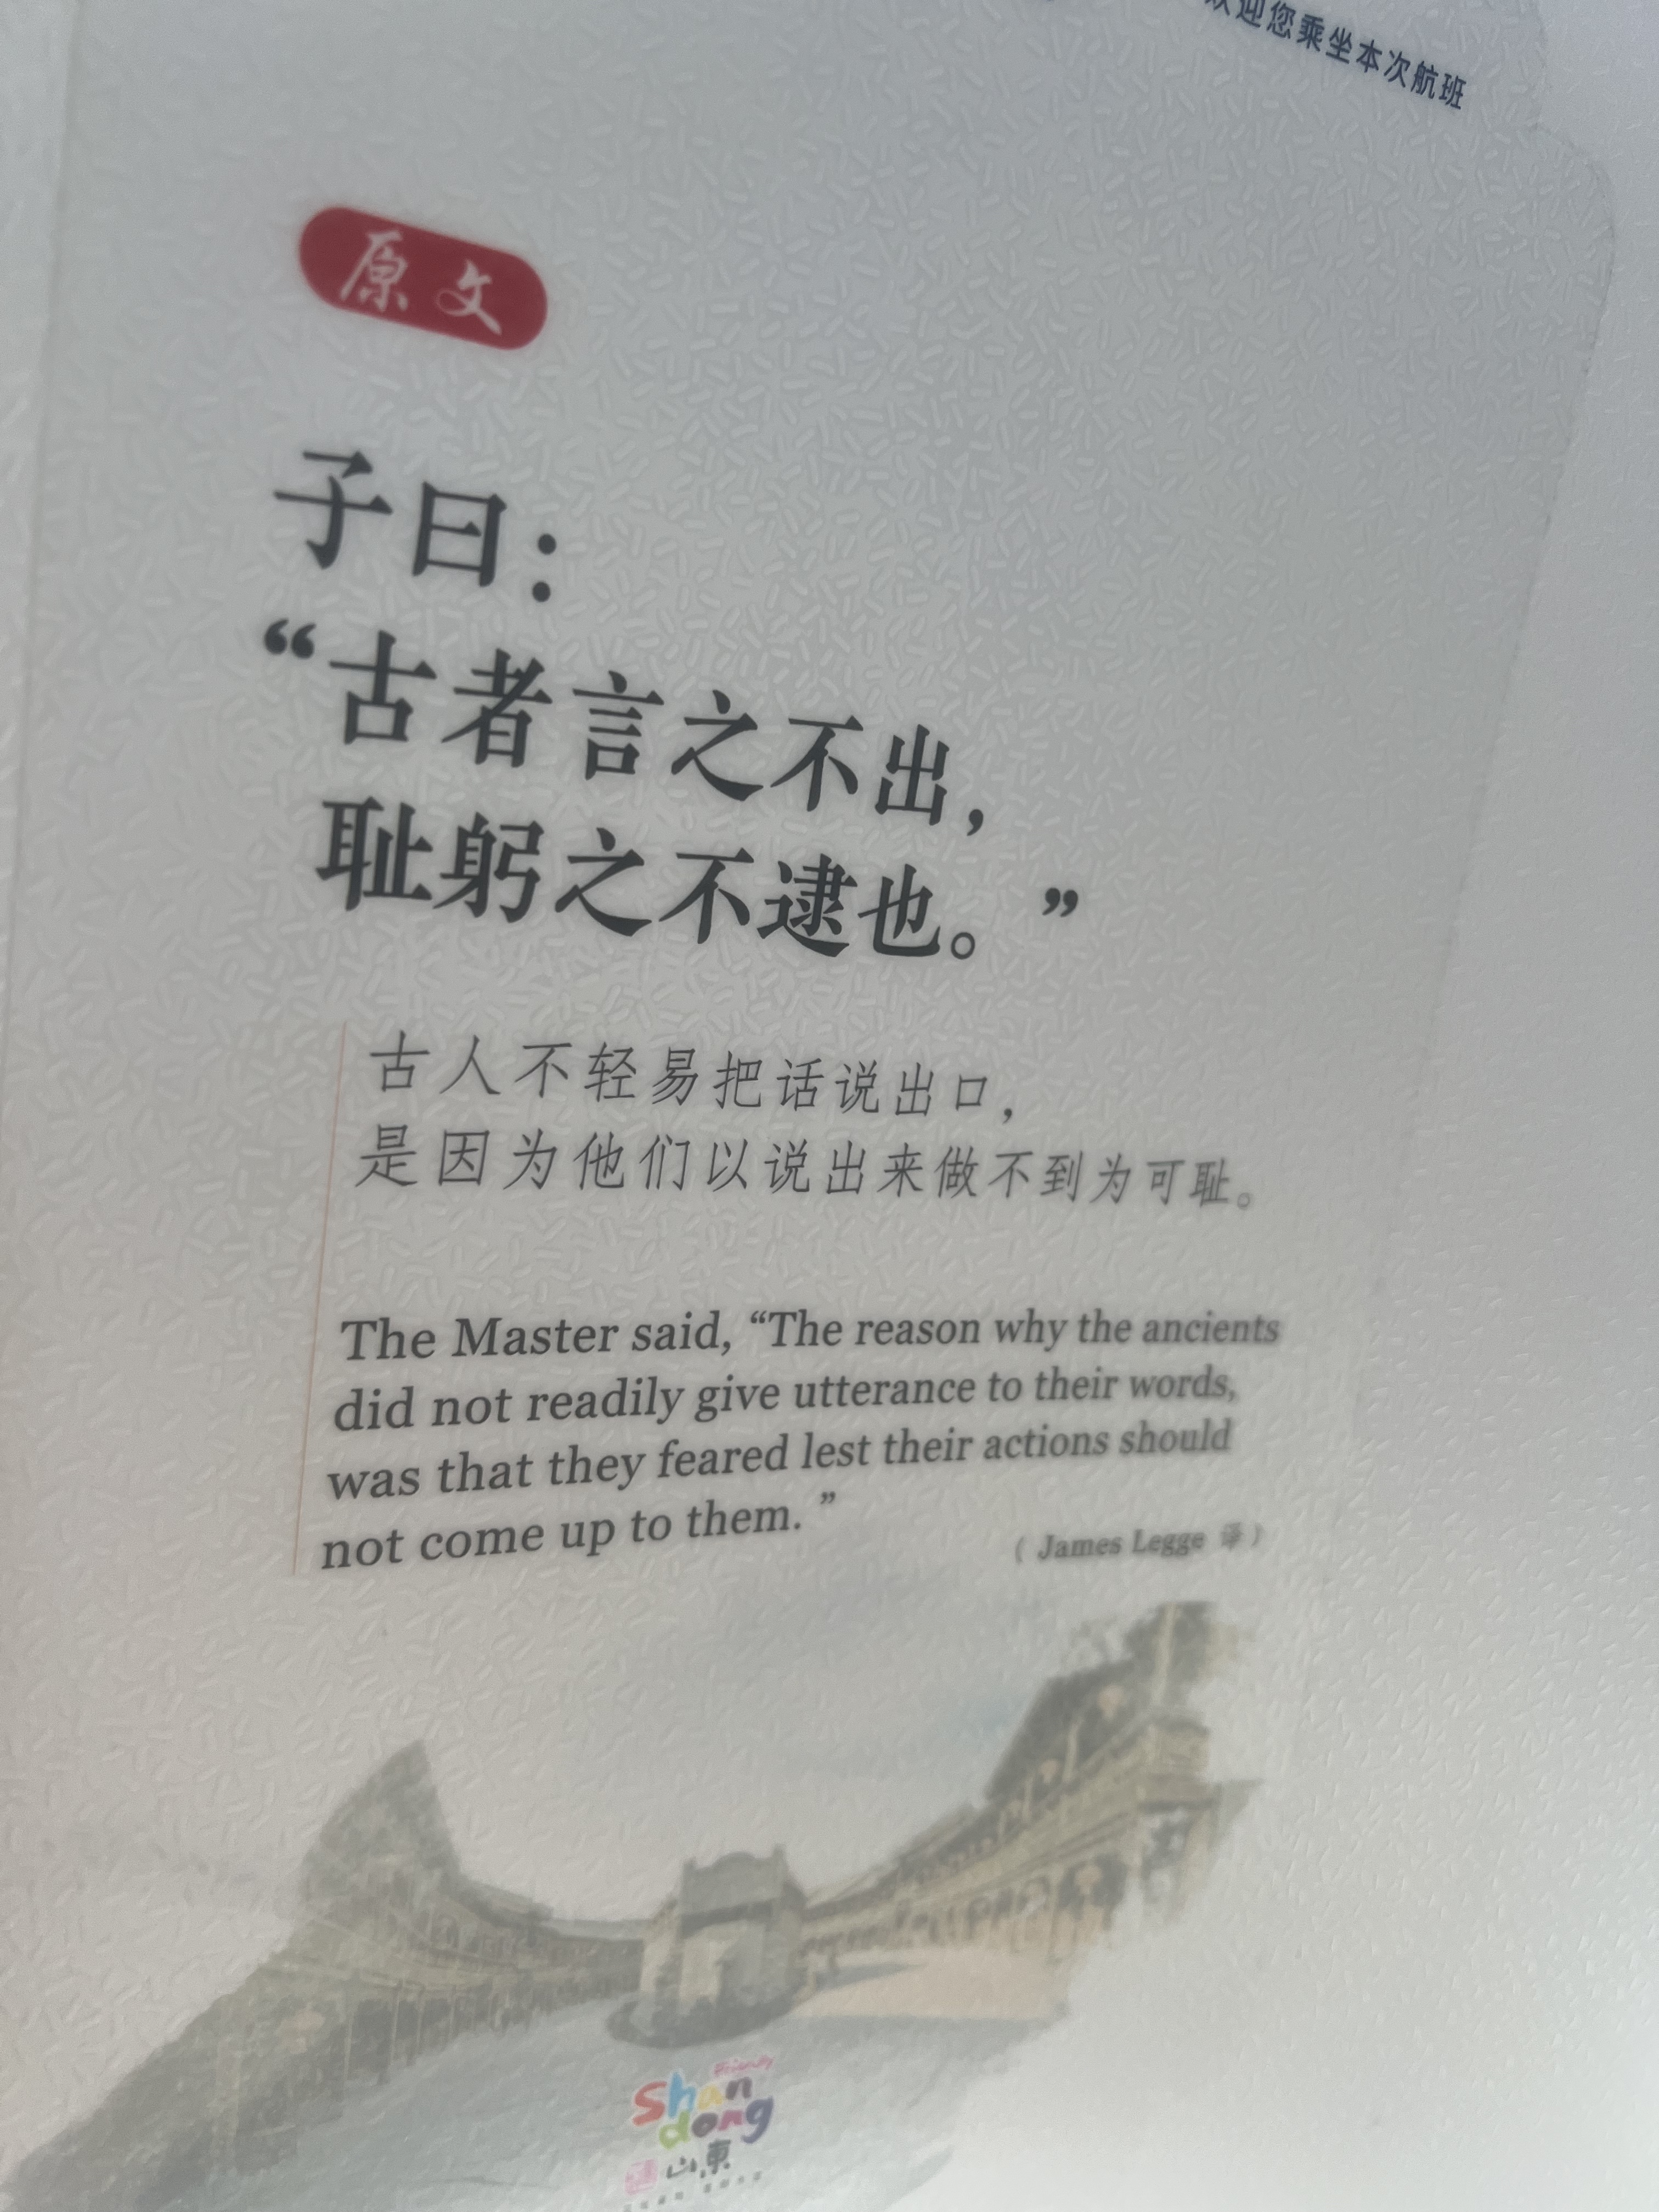 迎您乘坐本次航班
原文
子曰：
“古者言之不出，
耻躬之不逮也。”
古人不轻易把话说出口，
是因为他们以说出来做不到为可耻。
The Master said, “The reason why the ancients
did not readily give utterance to their words,
was that they feared lest their actions should
not come up to them. ”
( James Legge 译 )
Friendly
Shan
dong
山東